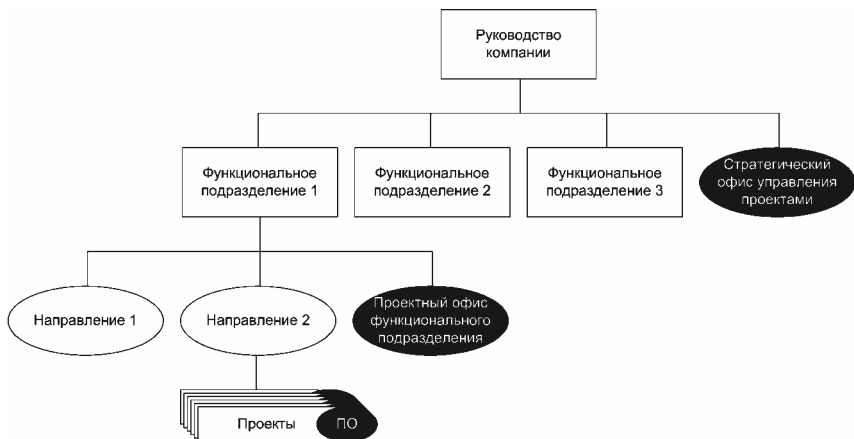 Руководство
компании
Функциональное
подразделение 1
Функциональное
подразделение 2
Функциональное
подразделение 3
Стратегический
офис управления
проектами
Направление 1
Направление 2
Проектный офис
функционального
подразделения
Проекты
ПО